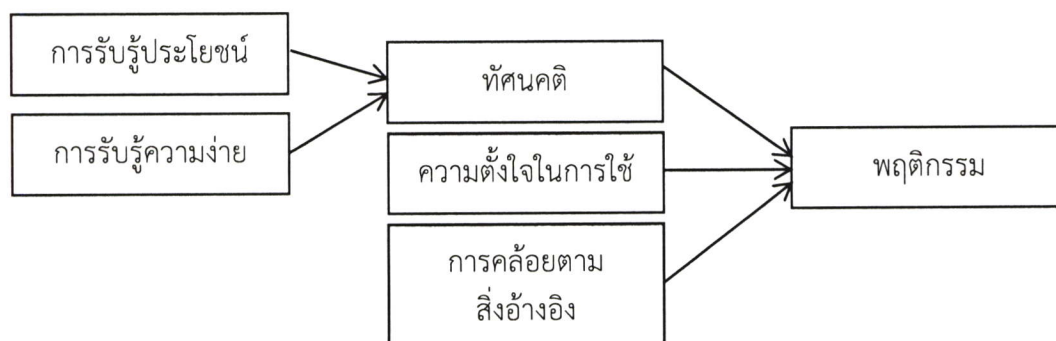 การรับรู้ประโยชน์
การรับรู้ความง่าย
ทัศนคติ
ความตั้งใจในการใช้
การคล้อยตาม
สิ่งอ้างอิง
พฤติกรรม